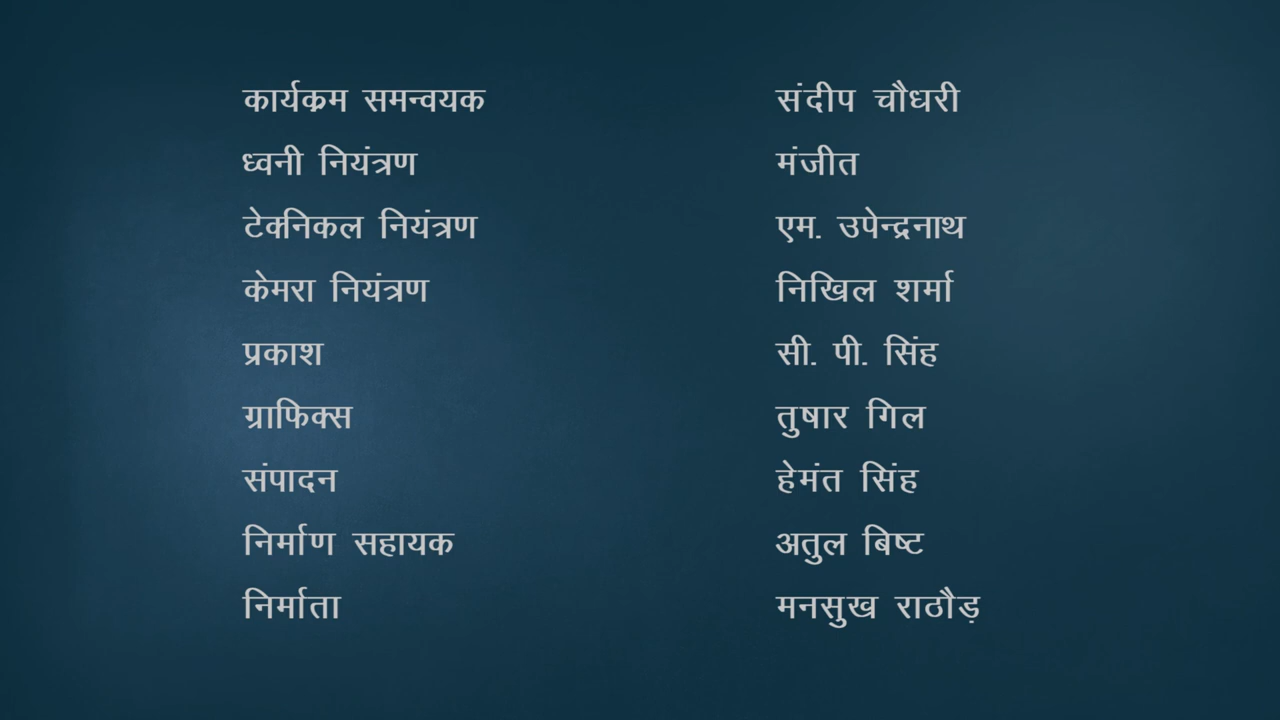 कार्यक्रम समन्वयक संदीप चौधरी
ध्वनी नियंत्रण मंजीत
टेक्निकल नियंत्रण एम. उपेन्द्रनाथ
केमरा नियंत्रण निखिल शर्मा
प्रकाश सी. पी. सिंह
ग्राफिक्स तुषार गिल
संपादन हेमंत सिंह
निर्माण सहायक अतुल बिष्ट
निर्माता मनसुख राठौड़